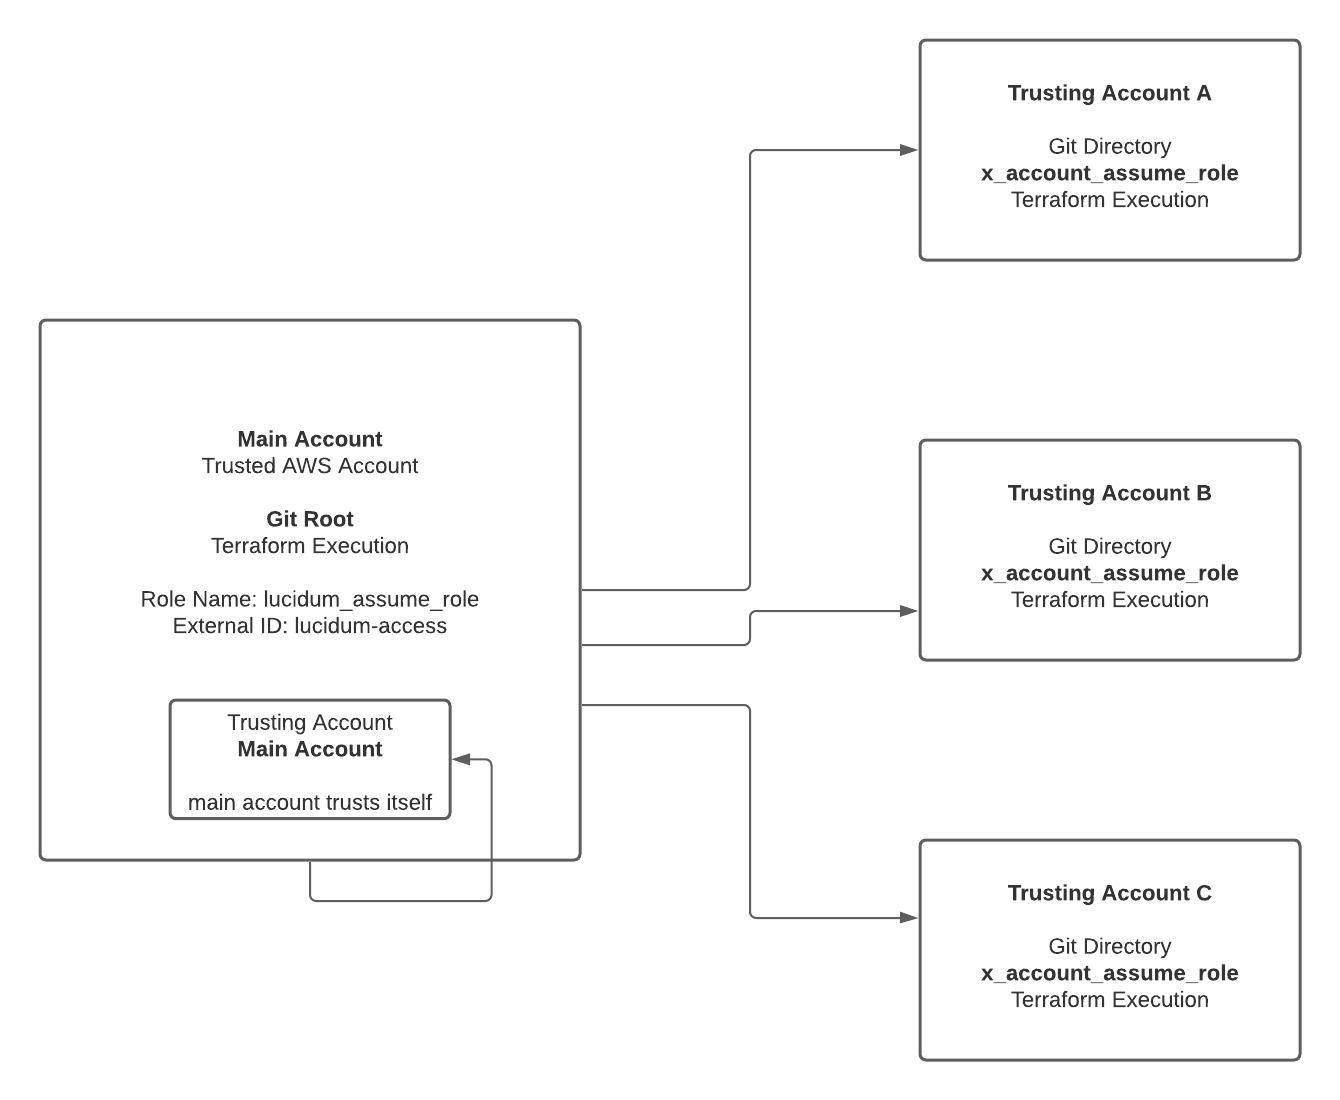 Trusting Account A
Git Directory
x_account_assume_role
Terraform Execution
Main Account
Trusted AWS Account
Git Root
Terraform Execution
Role Name: lucidum_assume_role
External ID: lucidum-access
Trusting Account
Main Account
main account trusts itself
Trusting Account B
Git Directory
x_account_assume_role
Terraform Execution
Trusting Account C
Git Directory
x_account_assume_role
Terraform Execution